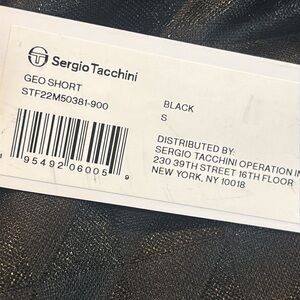 Sergio Tacchini
GEO SHORT
STF22M50381-900
BLACK
S
95492 06005
9
DISTRIBUTED BY:
SERGIO TACCHINI OPERATION IN
230 39TH STREET 16TH FLOOR
NEW YORK, NY 10018